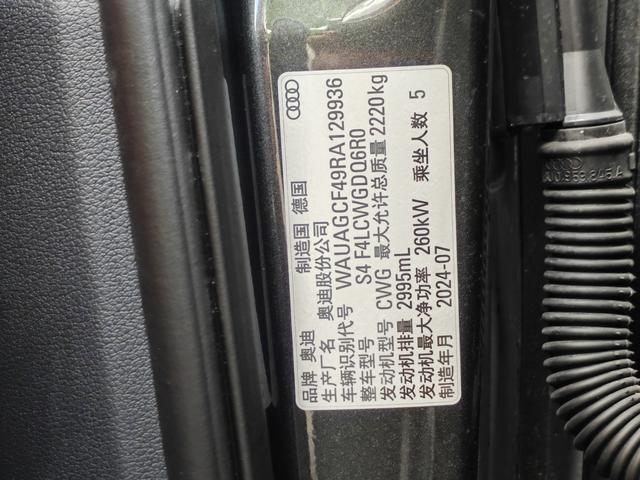 品牌 奥迪 制造国 德国
生产厂名 奥迪股份公司
车辆识别代号 WAUAGCF49RA129936
整车型号 S4 F4LCWGDQ6R0
发动机型号 CWG 最大允许总质量 2220kg
发动机排量 2995mL
发动机最大净功率 260kW 乘坐人数 5
制造年月 2024-07